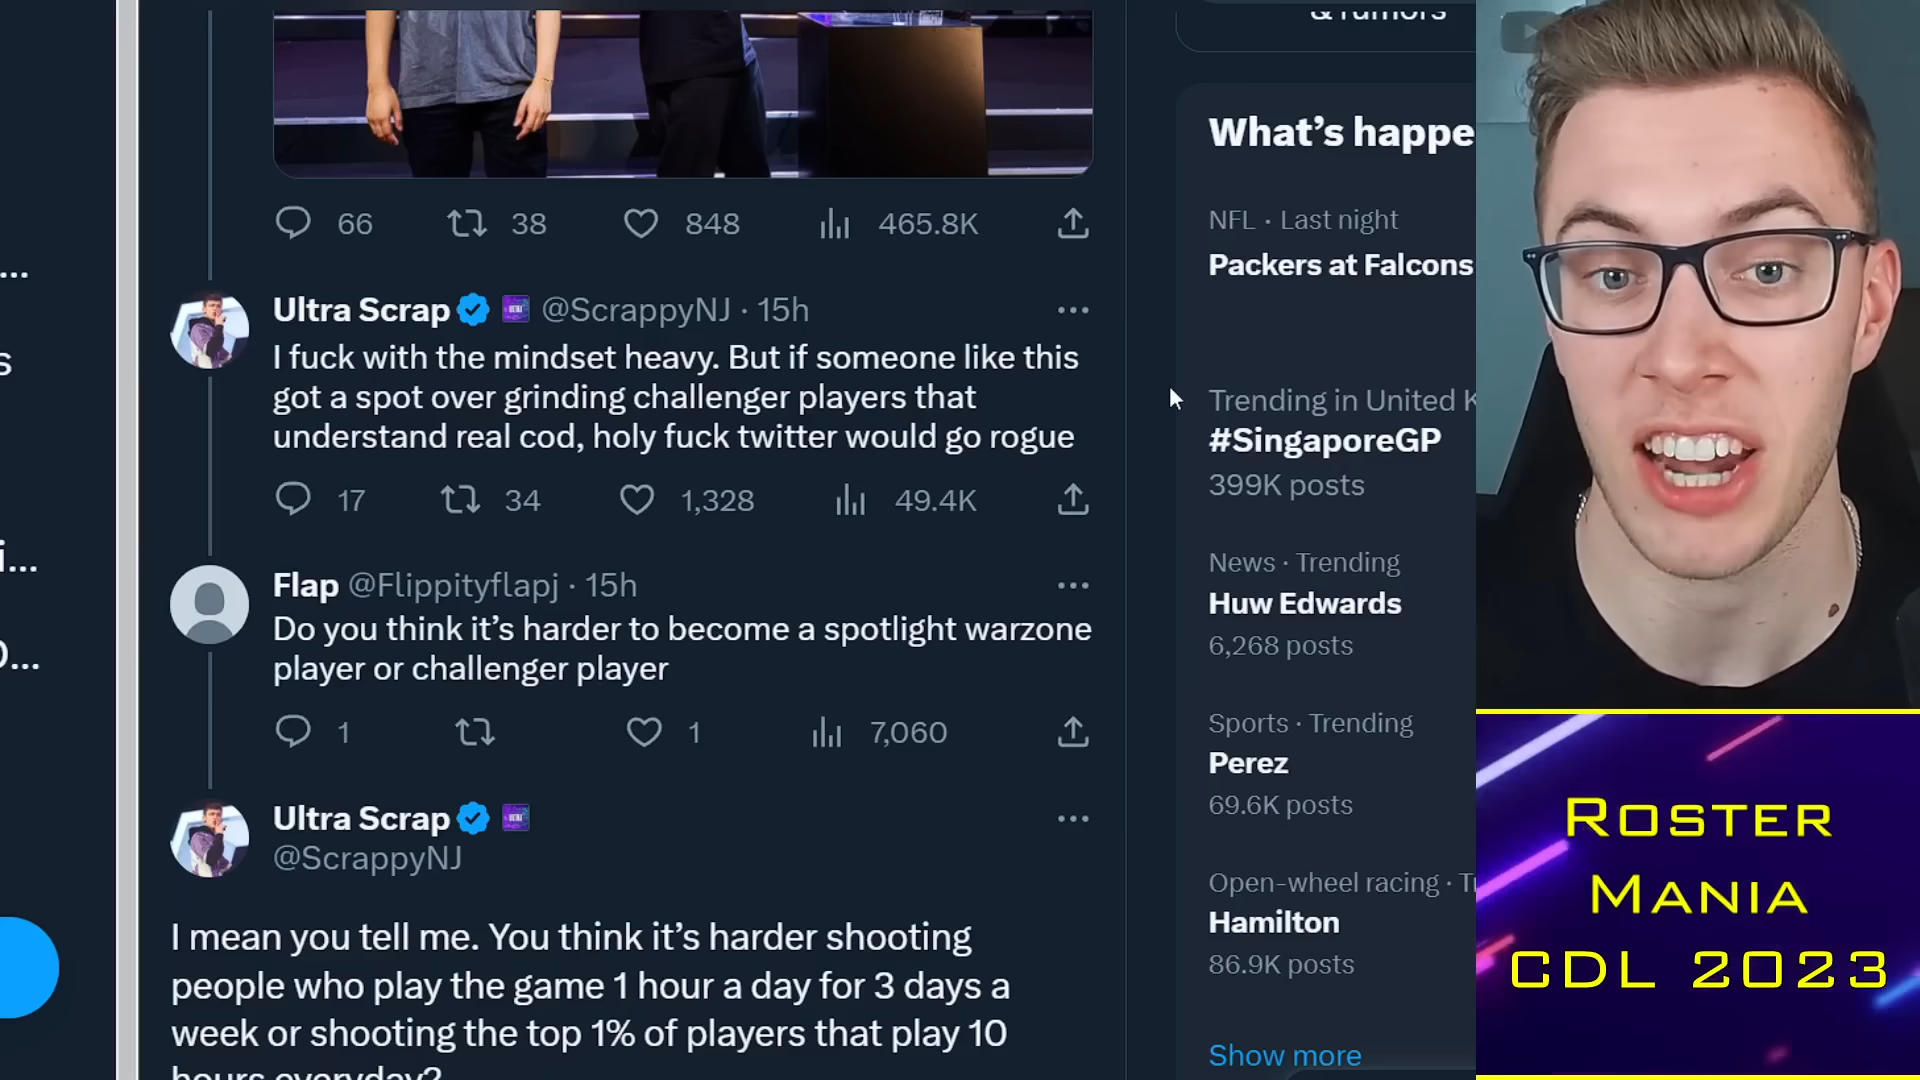 & rumors
What's happe
66 38 848 465.8K
NFL · Last night
Packers at Falcons
Ultra Scrap @ScrappyNJ · 15h
I fuck with the mindset heavy. But if someone like this
got a spot over grinding challenger players that
understand real cod, holy fuck twitter would go rogue
17 34 1,328 49.4K
Trending in United K
#SingaporeGP
399K posts
Flap @Flippityflapj · 15h
Do you think it's harder to become a spotlight warzone
player or challenger player
1 1 7,060
News · Trending
Huw Edwards
6,268 posts
Sports · Trending
Perez
69.6K posts
Ultra Scrap
@ScrappyNJ
I mean you tell me. You think it's harder shooting
people who play the game 1 hour a day for 3 days a
week or shooting the top 1% of players that play 10
hours everyday?
Open-wheel racing · Tr
Hamilton
86.9K posts
Show more
ROSTER
MANIA
CDL 2023